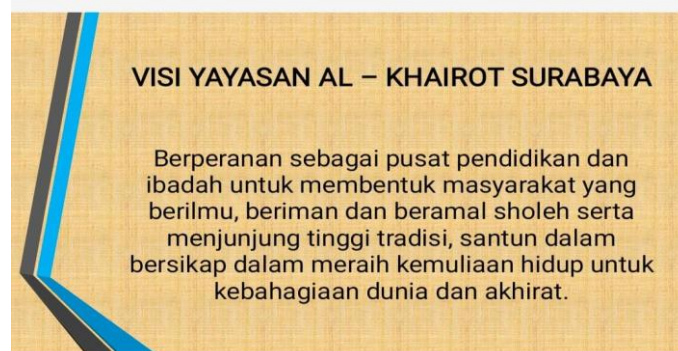 VISI YAYASAN AL – KHAIROT SURABAYA
Berperanan sebagai pusat pendidikan dan
ibadah untuk membentuk masyarakat yang
berilmu, beriman dan beramal sholeh serta
menjunjung tinggi tradisi, santun dalam
bersikap dalam meraih kemuliaan hidup untuk
kebahagiaan dunia dan akhirat.